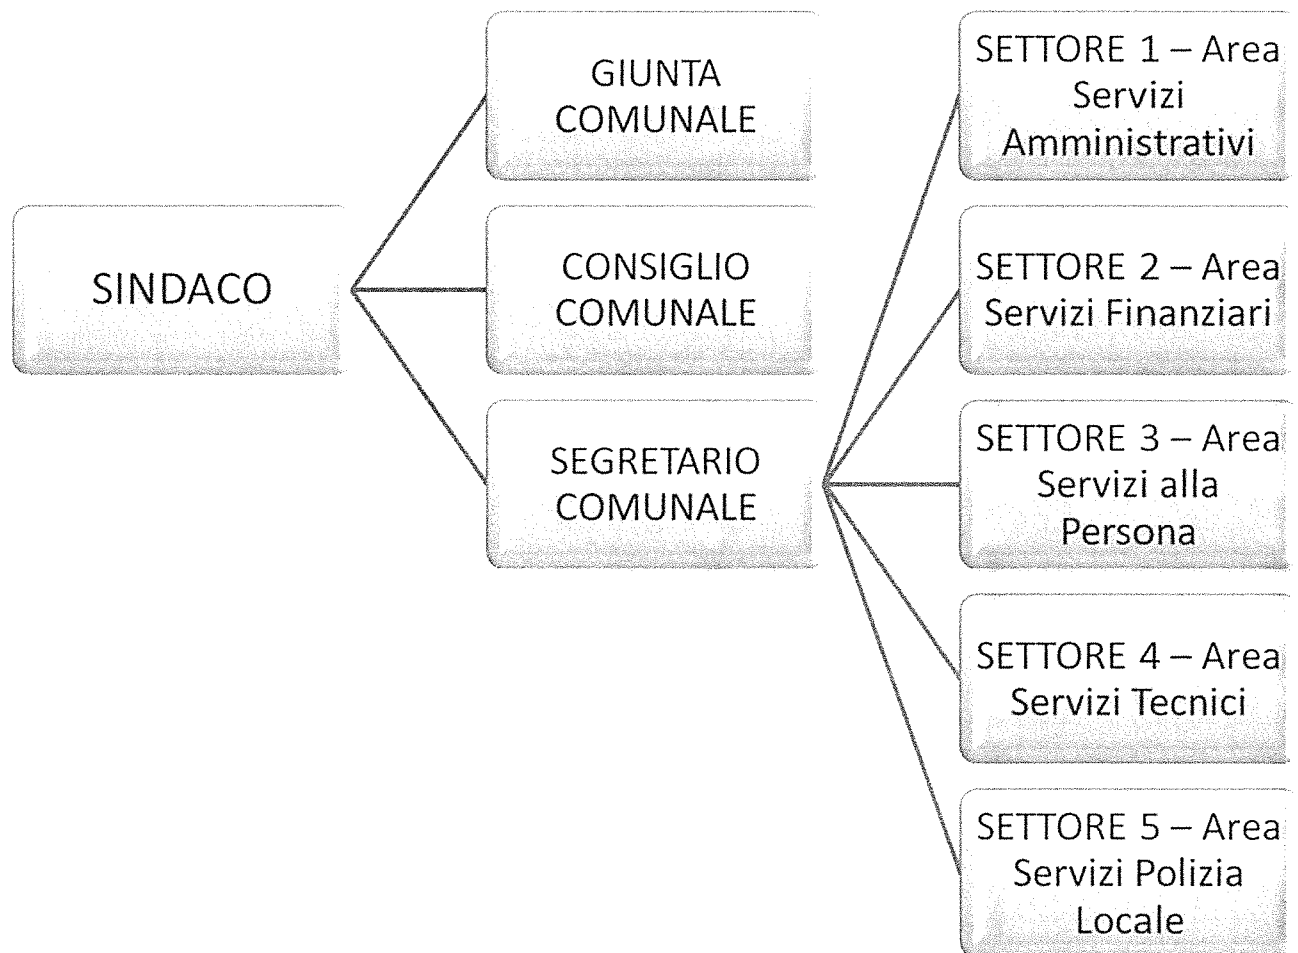 SINDACO
GIUNTA
COMUNALE
CONSIGLIO
COMUNALE
SEGRETARIO
COMUNALE
SETTORE 1 – Area
Servizi
Amministrativi
SETTORE 2 – Area
Servizi Finanziari
SETTORE 3 – Area
Servizi alla
Persona
SETTORE 4 – Area
Servizi Tecnici
SETTORE 5 – Area
Servizi Polizia
Locale